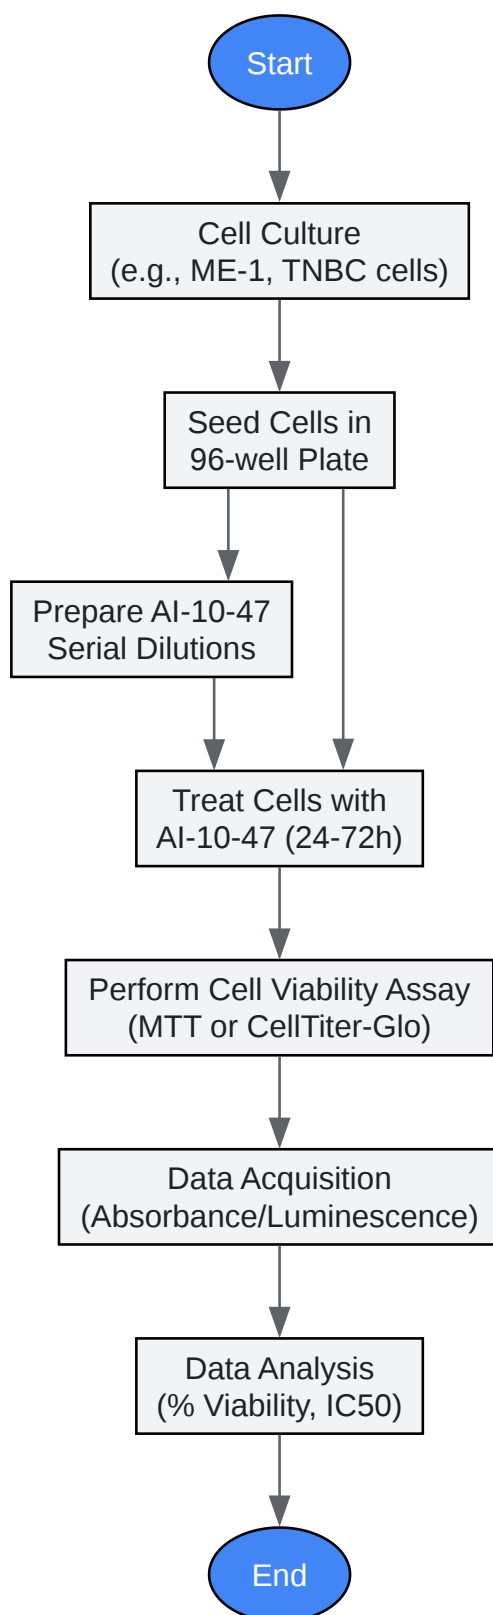 Start
Cell Culture
(e.g., ME-1, TNBC cells)
Seed Cells in
96-well Plate
Prepare AI-10-47
Serial Dilutions
Treat Cells with
AI-10-47 (24-72h)
Perform Cell Viability Assay
(MTT or CellTiter-Glo)
Data Acquisition
(Absorbance/Luminescence)
Data Analysis
(% Viability, IC50)
End